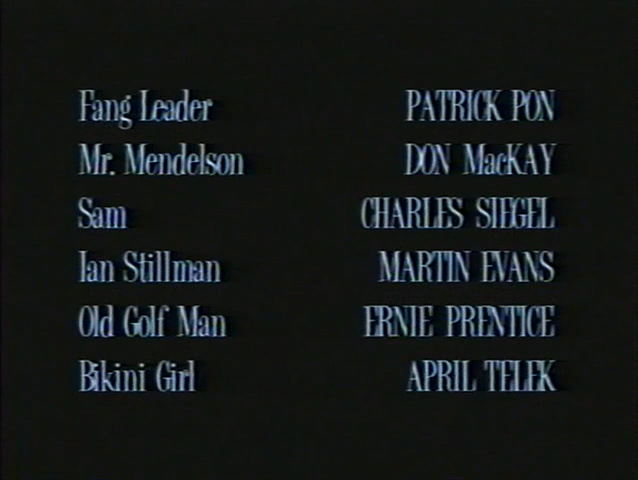 Fang Leader PATRICK PON
Mr. Mendelson DON MacKAY
Sam CHARLES SIEGEL
Ian Stillman MARTIN EVANS
Old Golf Man ERNIE PRENTICE
Bikini Girl APRIL TELEK